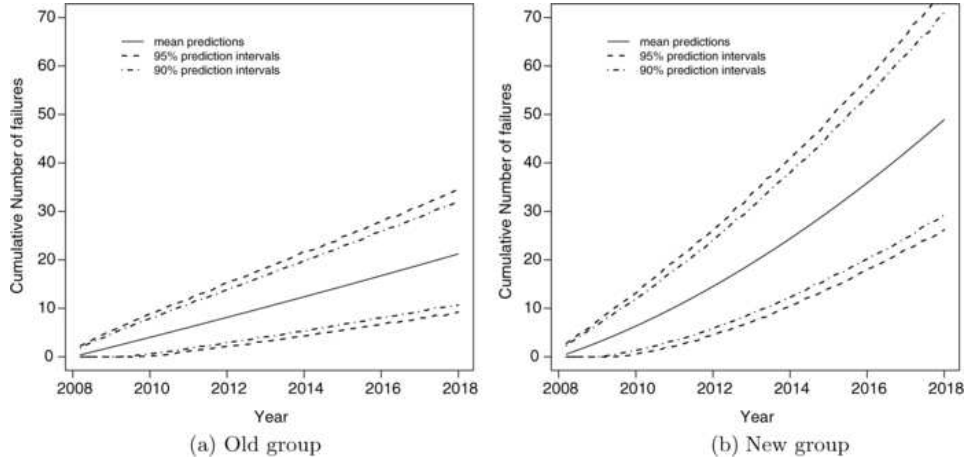 70
60
50
40
30
20
10
0
Cumulative Number of failures
mean predictions
95% prediction intervals
90% prediction intervals
2008 2010 2012 2014 2016 2018
Year
(a) Old group
70
60
50
40
30
20
10
0
Cumulative Number of failures
mean predictions
95% prediction intervals
90% prediction intervals
2008 2010 2012 2014 2016 2018
Year
(b) New group